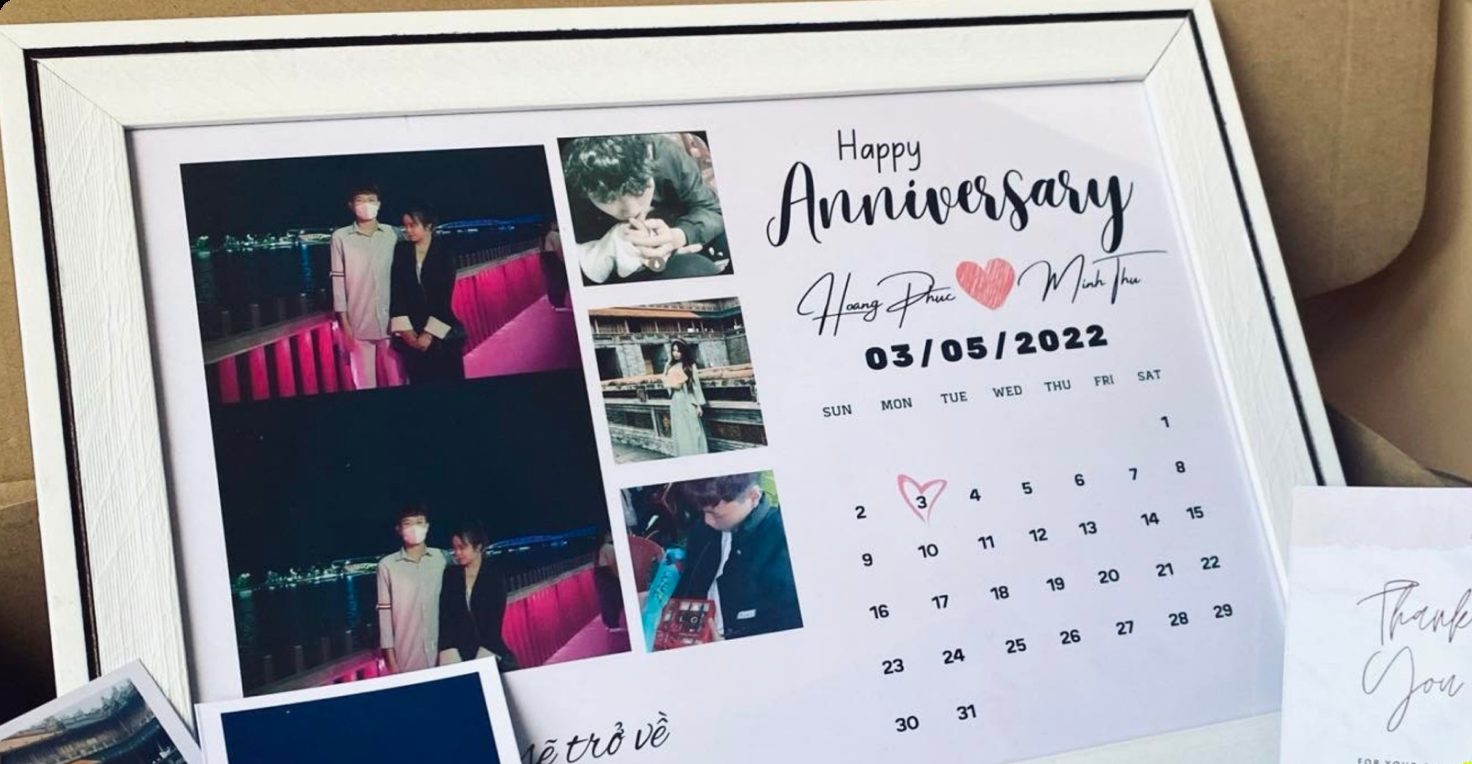 Happy
Anniversary
Hoang Phuc Minh Thu
03/05/2022
SUN MON TUE WED THU FRI SAT
1
2 3 4 5 6 7 8
9 10 11 12 13 14 15
16 17 18 19 20 21 22
23 24 25 26 27 28 29
30 31
trở về
Thank
You
FOR YOUR